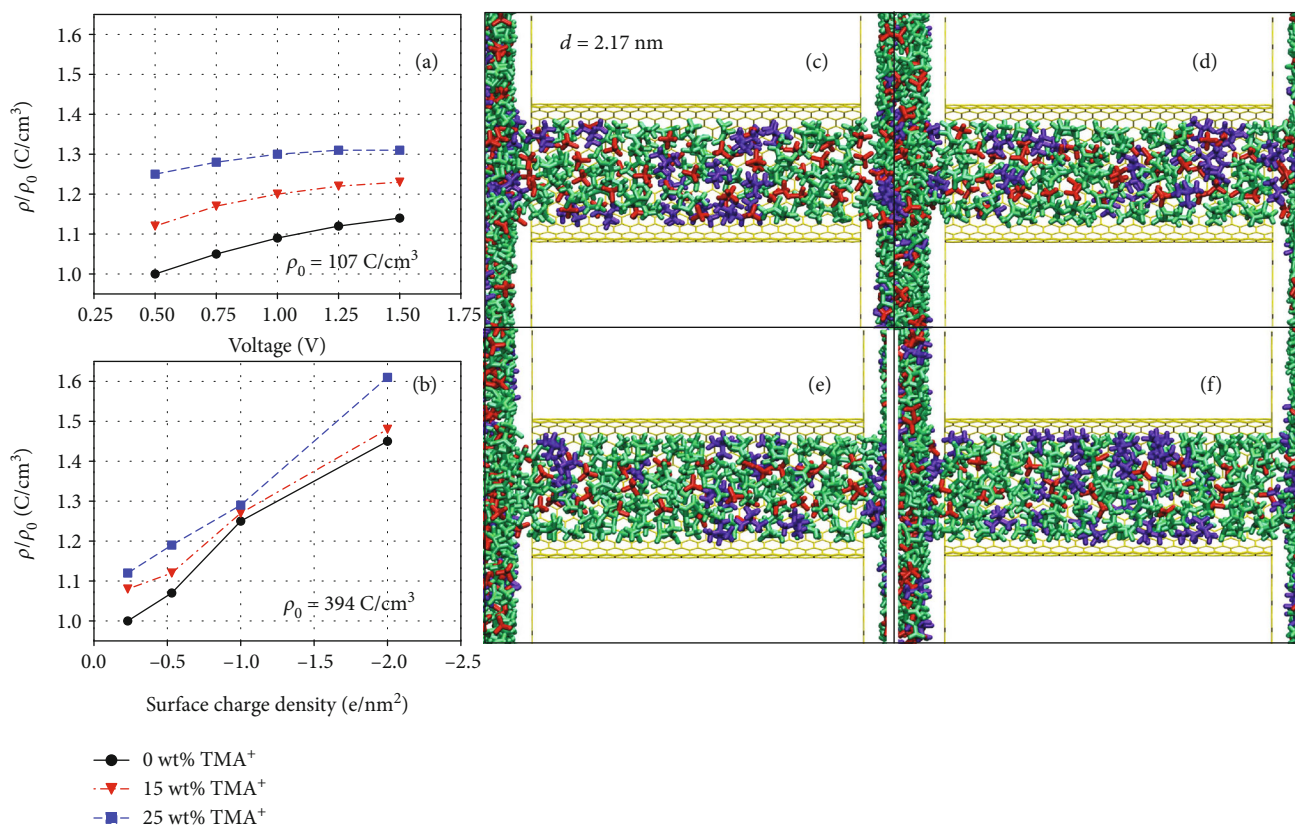 1.6
(a)
1.5
1.4
1.3
1.2
1.1
1.0
ρ/ρ0 (C/cm3)
ρ0 = 107 C/cm3
0.25 0.50 0.75 1.00 1.25 1.50 1.75
Voltage (V)
1.6
(b)
1.5
1.4
1.3
1.2
1.1
1.0
ρ/ρ0 (C/cm3)
ρ0 = 394 C/cm3
0.0 −0.5 −1.0 −1.5 −2.0 −2.5
Surface charge density (e/nm2)
0 wt% TMA+
15 wt% TMA+
25 wt% TMA+
d = 2.17 nm
(c)
(d)
(e)
(f)